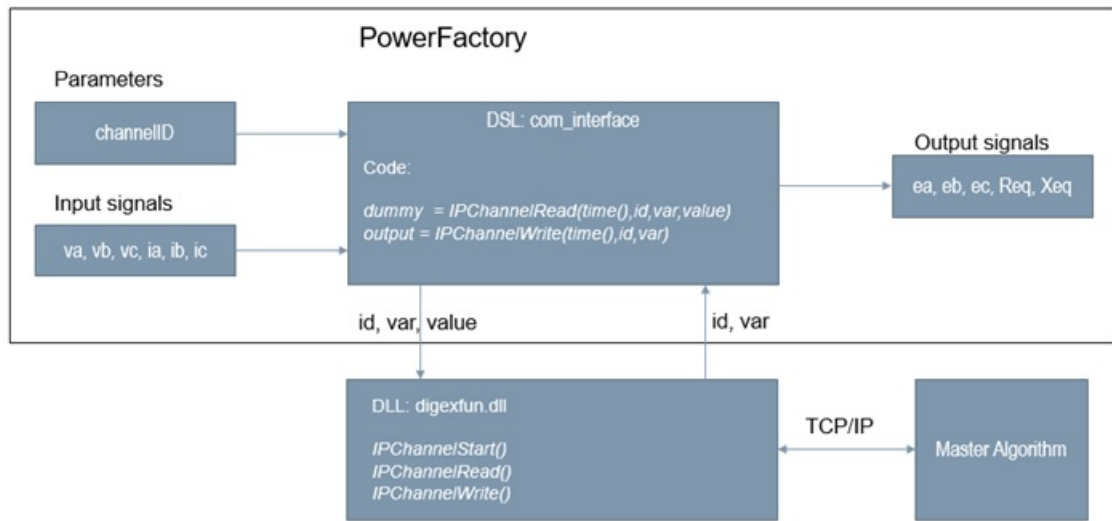 PowerFactory
Parameters
channelID
DSL: com_interface
Code:
dummy = IPChannelRead(time(),id,var,value)
output = IPChannelWrite(time(),id,var)
Output signals
ea, eb, ec, Req, Xeq
Input signals
va, vb, vc, ia, ib, ic
id, var, value
id, var
DLL: digexfun.dll
IPChannelStart()
IPChannelRead()
IPChannelWrite()
TCP/IP
Master Algorithm